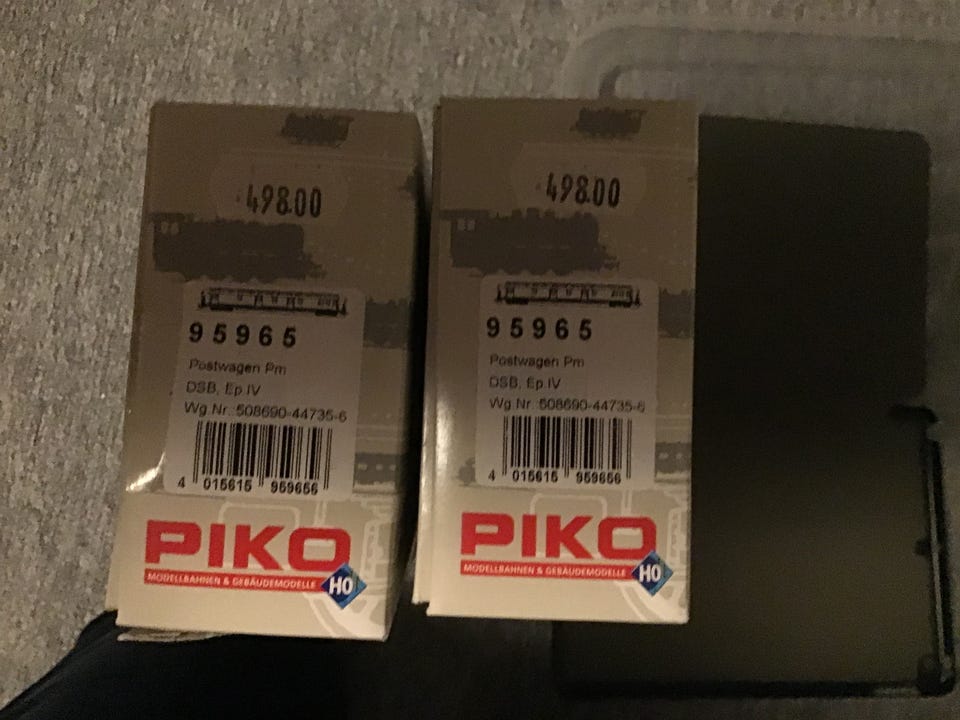 498.00
95965
Postwagen Pm
DSB, Ep.IV
Wg.Nr.:508690-44735-6
4 015615 959656
PIKO
MODELLBAHNEN & GEBÄUDEMODELLE
H0
498.00
95965
Postwagen Pm
DSB, Ep.IV
Wg.Nr.:508690-44735-6
4 015615 959656
PIKO
MODELLBAHNEN & GEBÄUDEMODELLE
H0